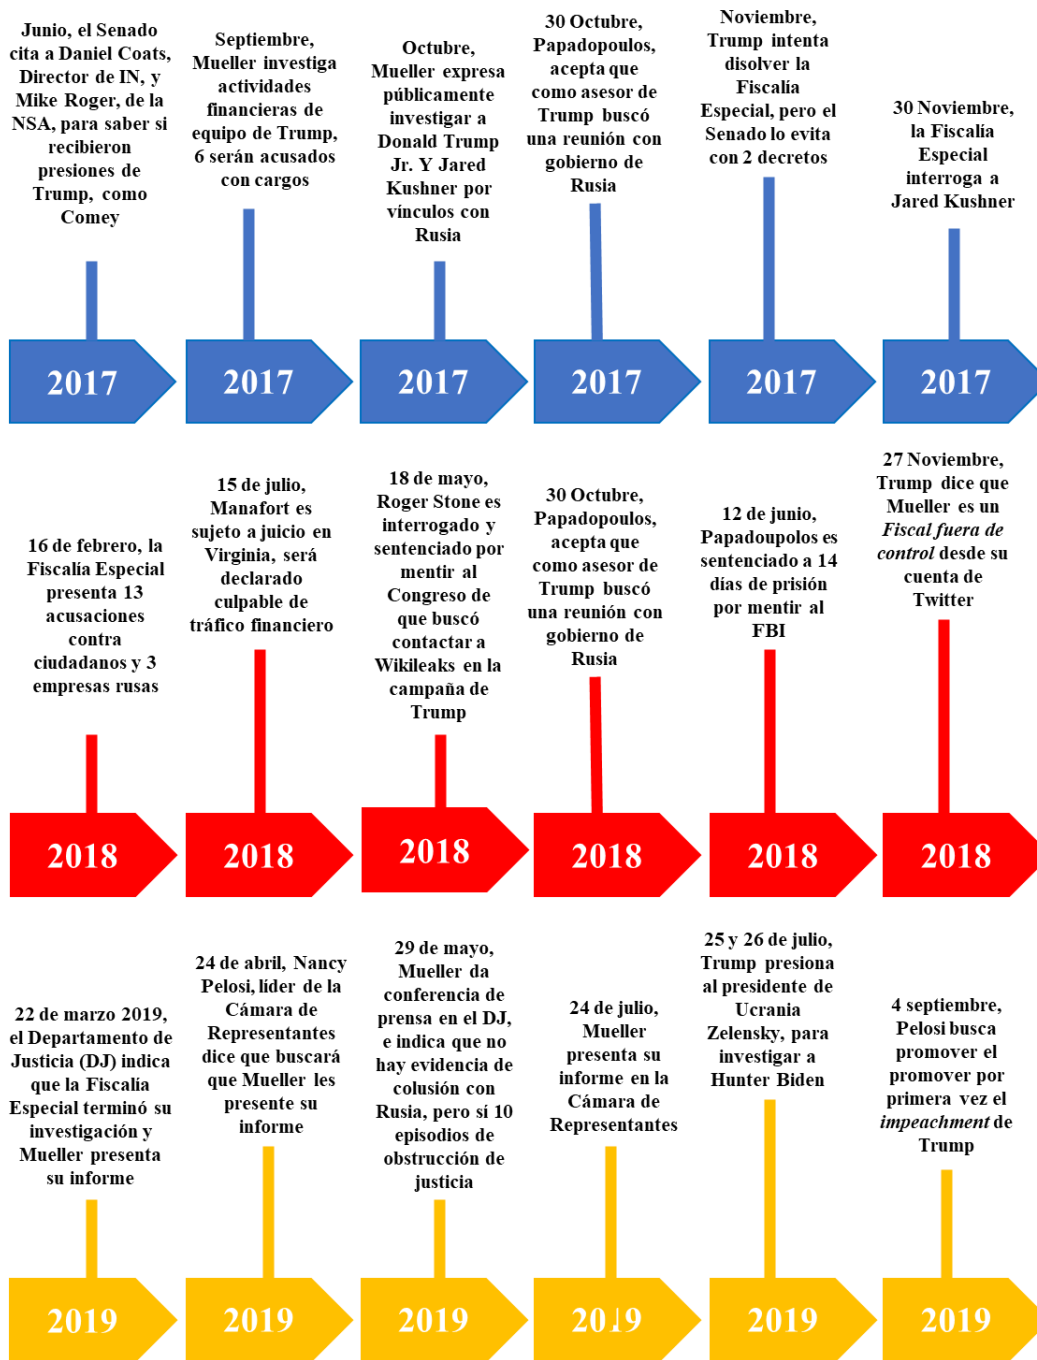 Junio, el Senado
cita a Daniel Coats,
Director de IN, y
Mike Roger, de la
NSA, para saber si
recibieron
presiones de
Trump, como
Comey
Septiembre,
Mueller investiga
actividades
financieras de
equipo de Trump,
6 serán acusados
con cargos
Octubre,
Mueller expresa
públicamente
investigar a
Donald Trump
Jr. Y Jared
Kushner por
vínculos con
Rusia
30 Octubre,
Papadopoulos,
acepta que
como asesor de
Trump buscó
una reunión con
gobierno de
Rusia
Noviembre,
Trump intenta
disolver la
Fiscalía
Especial, pero el
Senado lo evita
con 2 decretos
30 Noviembre,
la Fiscalía
Especial
interroga a
Jared Kushner
2017
2017
2017
2017
2017
2017
16 de febrero, la
Fiscalía Especial
presenta 13
acusaciones
contra
ciudadanos y 3
empresas rusas
15 de julio,
Manafort es
sujeto a juicio en
Virginia, será
declarado
culpable de
tráfico financiero
18 de mayo,
Roger Stone es
interrogado y
sentenciado por
mentir al
Congreso de
que buscó
contactar a
Wikileaks en la
campaña de
Trump
30 Octubre,
Papadopoulos,
acepta que
como asesor de
Trump buscó
una reunión con
gobierno de
Rusia
12 de junio,
Papadoupolos es
sentenciado a 14
días de prisión
por mentir al
FBI
27 Noviembre,
Trump dice que
Mueller es un
Fiscal fuera de
control desde su
cuenta de
Twitter
2018
2018
2018
2018
2018
2018
22 de marzo 2019,
el Departamento de
Justicia (DJ) indica
que la Fiscalía
Especial terminó su
investigación y
Mueller presenta
su informe
24 de abril, Nancy
Pelosi, líder de la
Cámara de
Representantes
dice que buscará
que Mueller les
presente su
informe
29 de mayo,
Mueller da
conferencia de
prensa en el DJ,
e indica que no
hay evidencia de
colusión con
Rusia, pero sí 10
episodios de
obstrucción de
justicia
24 de julio,
Mueller
presenta su
informe en la
Cámara de
Representantes
25 y 26 de julio,
Trump presiona
al presidente de
Ucrania
Zelensky, para
investigar a
Hunter Biden
4 septiembre,
Pelosi busca
promover el
promover por
primera vez el
impeachment de
Trump
2019
2019
2019
2019
2019
2019